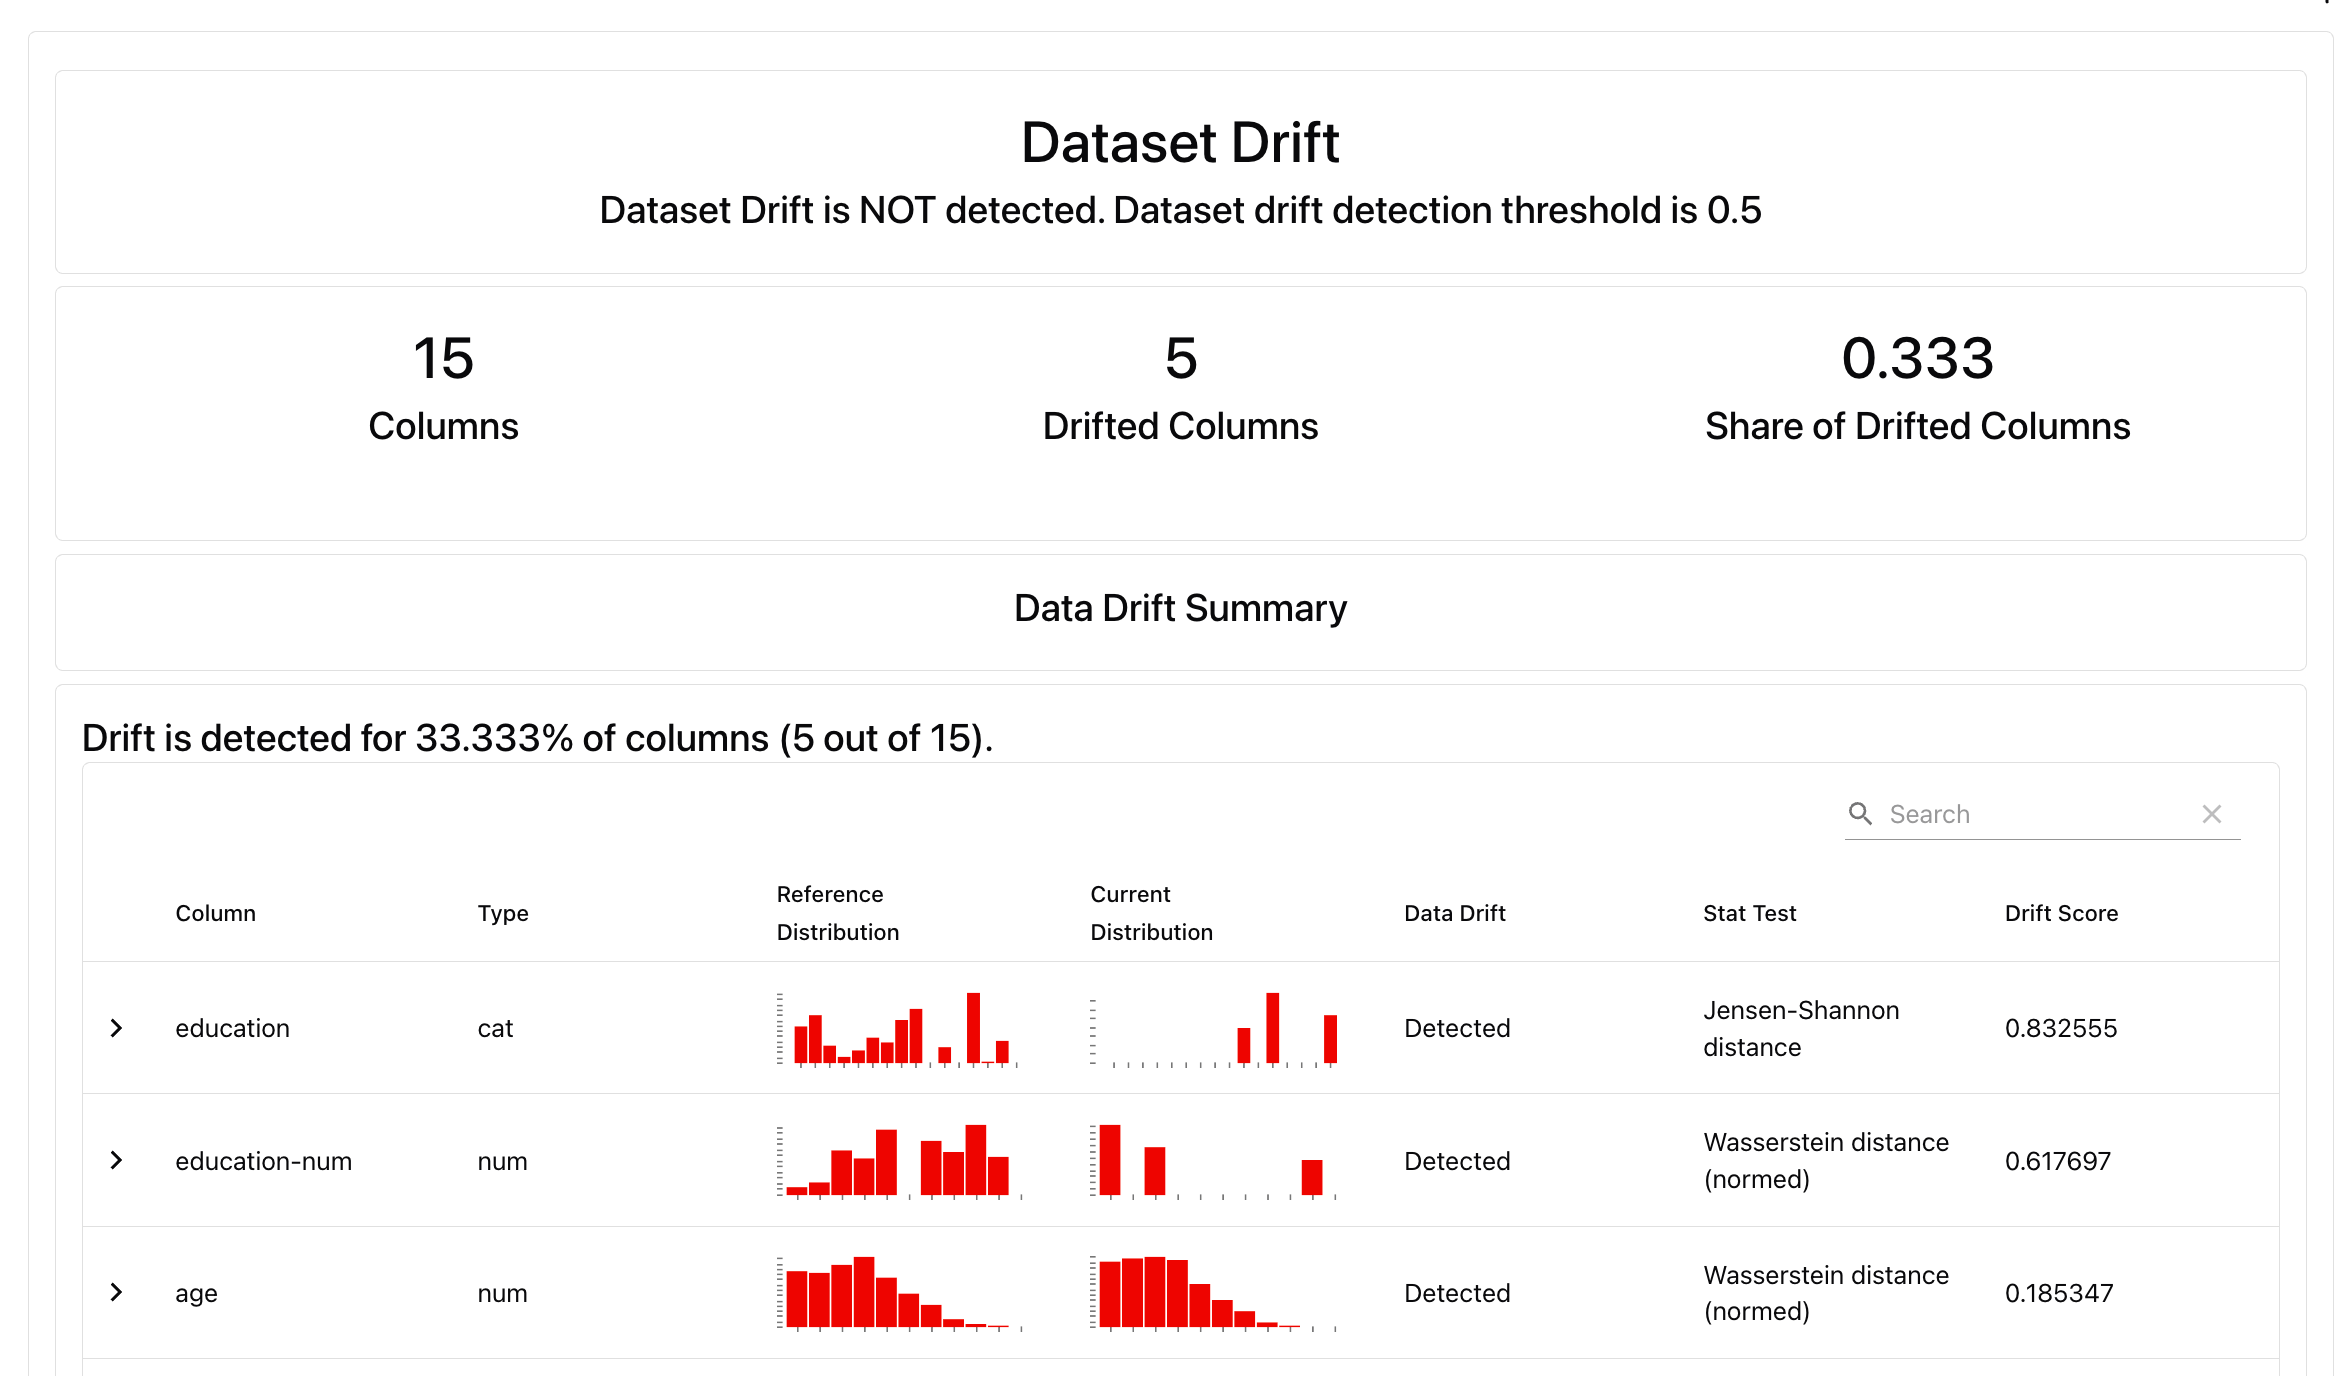 Dataset Drift
Dataset Drift is NOT detected. Dataset drift detection threshold is 0.5
15
Columns
5
Drifted Columns
0.333
Share of Drifted Columns
Data Drift Summary
Drift is detected for 33.333% of columns (5 out of 15).
Search
Column
Type
Reference
Distribution
Current
Distribution
Data Drift
Stat Test
Drift Score
education
cat
Detected
Jensen-Shannon
distance
0.832555
education-num
num
Detected
Wasserstein distance
(normed)
0.617697
age
num
Detected
Wasserstein distance
(normed)
0.185347